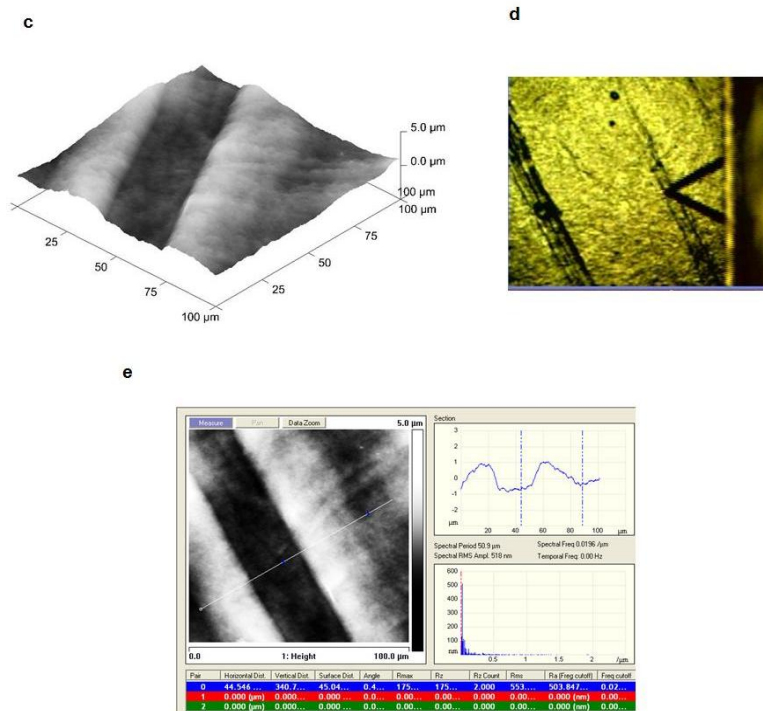 c
d
5.0 µm
0.0 µm
100 µm
100 µm
75
50
25
25
50
75
100 µm
e
Measure
Pan
Data Zoom
5.0 µm
0.0
1: Height
100.0 µm
Section
3
2
1
0
-1
-2
µm
20
40
60
80
100
µm
Spectral Period 50.9 µm
Spectral Freq 0.0196 /µm
Spectral RMS Ampl. 518 nm
Temporal Freq: 0.00 Hz
600
500
400
300
200
100
nm
0.5
1
1.5
2
/µm
Pair Horizontal Dist. Vertical Dist. Surface Dist. Angle Rmax Rz Rz Count Rms Ra (Freq cutoff) Freq cutoff
0 44.546 ... 340.7... 45.04... 0.4... 175... 175... 2.000 553.... 503.847... 0.02...
1 0.000 (µm) 0.000... 0.000 ... 0.0... 0.00... 0.00... 0.000 0.00... 0.000 (nm) 0.00...
2 0.000 (µm) 0.000... 0.000 ... 0.0... 0.00... 0.00... 0.000 0.00... 0.000 (nm) 0.00...